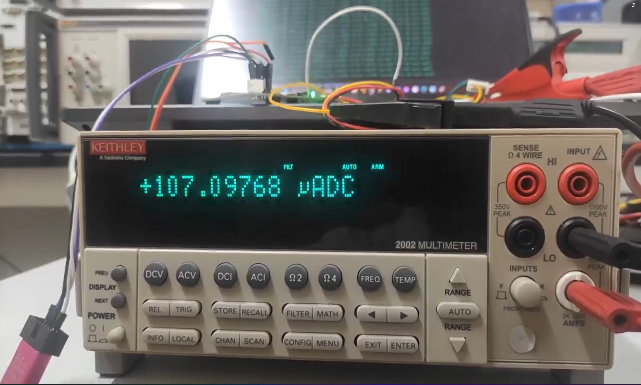 KEITHLEY
A Tektronix Company
FILT AUTO ARM
+107.09768 µADC
2002 MULTIMETER
SENSE
Ω 4 WIRE
INPUT
HI
350V
PEAK
1100V
PEAK
LO
PEAK
INPUTS
F R
AMPS
PREV
DISPLAY
NEXT
POWER
DCV ACV DCI ACI Ω2 Ω4 FREQ TEMP
REL TRIG STORE RECALL FILTER MATH
INFO LOCAL CHAN SCAN CONFIG MENU EXIT ENTER
RANGE
AUTO
RANGE